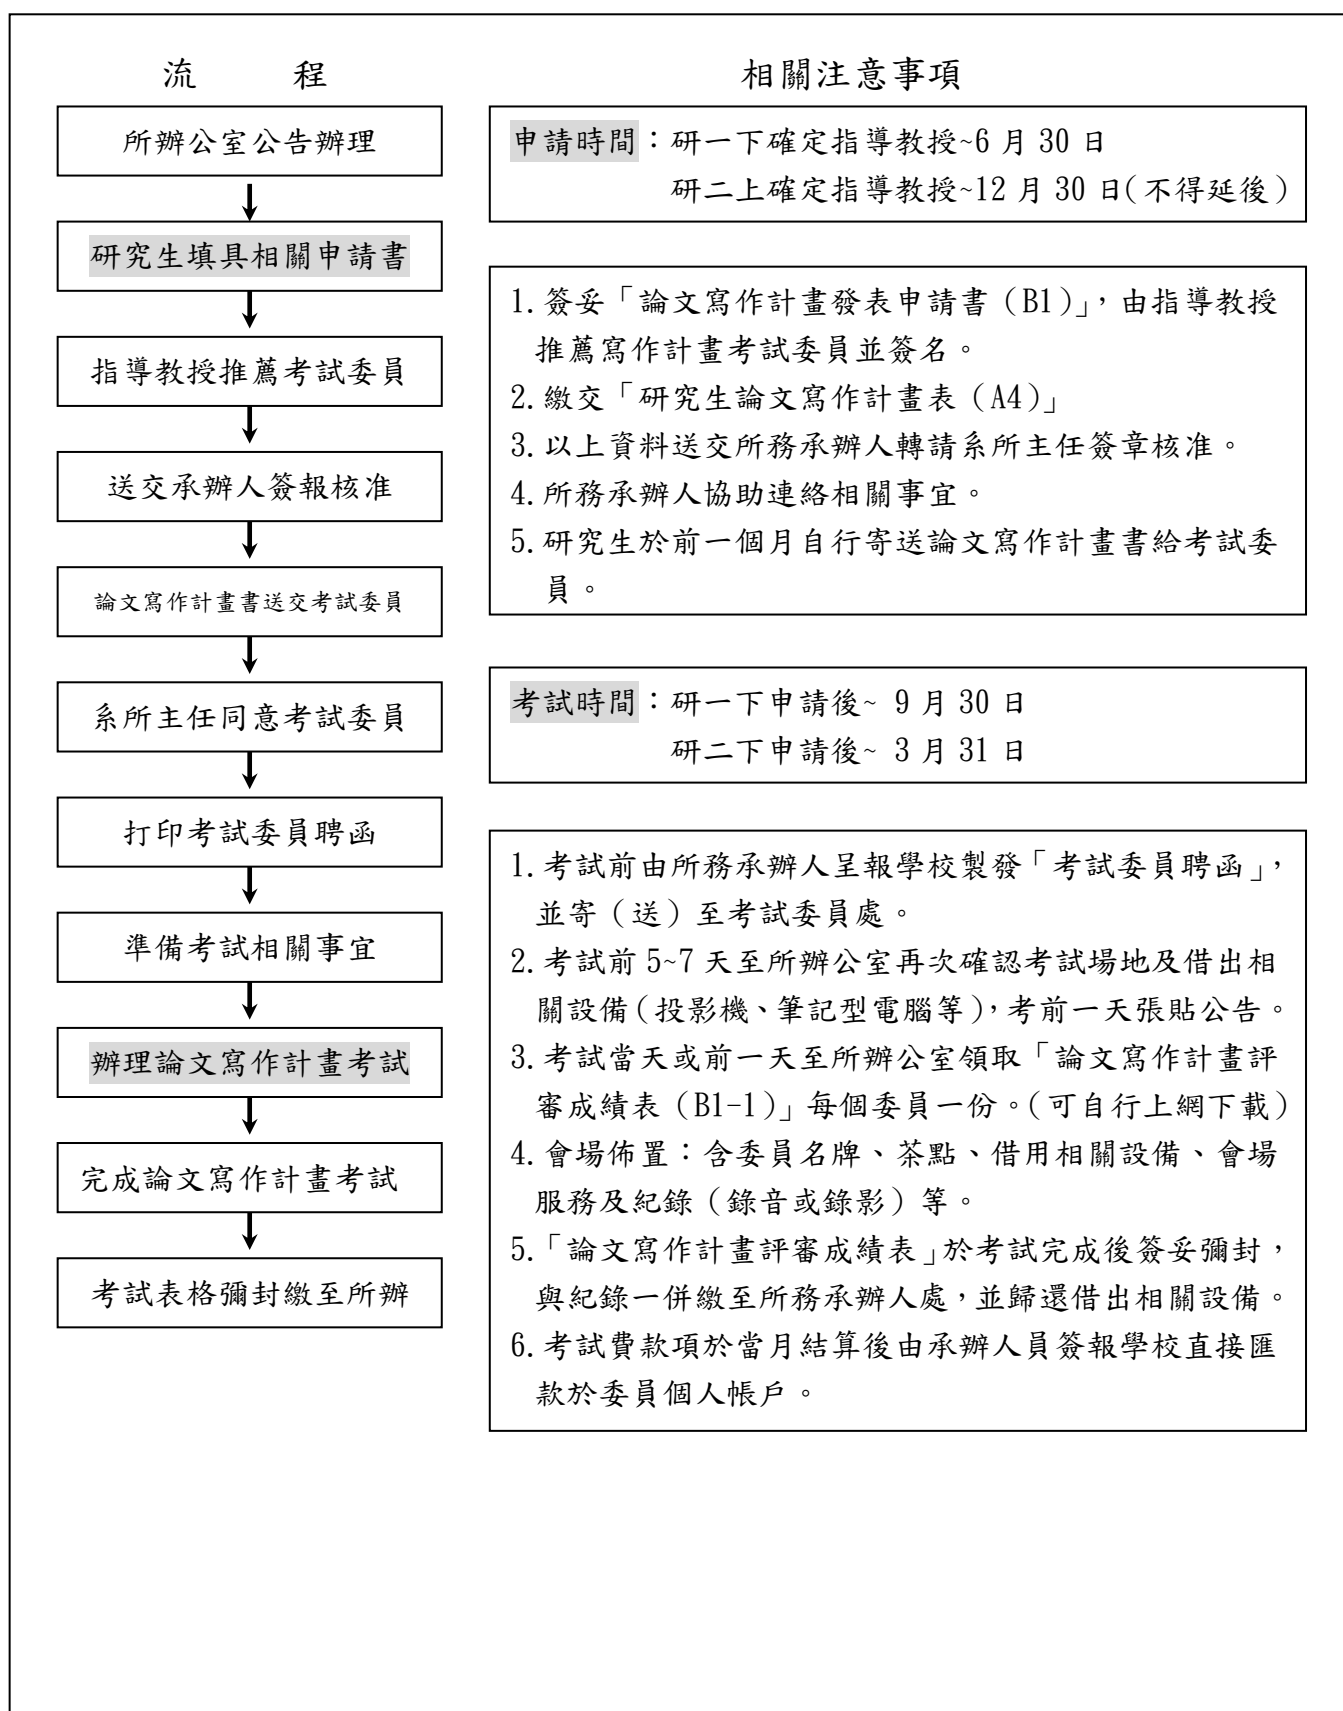 流 程
所辦公室公告辦理
研究生填具相關申請書
指導教授推薦考試委員
送交承辦人簽報核准
論文寫作計畫書送交考試委員
系所主任同意考試委員
打印考試委員聘函
準備考試相關事宜
辦理論文寫作計畫考試
完成論文寫作計畫考試
考試表格彌封繳至所辦
相關注意事項
申請時間：研一下確定指導教授~6 月 30 日
研二上確定指導教授~12 月 30 日(不得延後)
1.簽妥「論文寫作計畫發表申請書（B1）」，由指導教授
推薦寫作計畫考試委員並簽名。
2.繳交「研究生論文寫作計畫表（A4）」
3.以上資料送交所務承辦人轉請系所主任簽章核准。
4.所務承辦人協助連絡相關事宜。
5.研究生於前一個月自行寄送論文寫作計畫書給考試委
員。
考試時間：研一下申請後~ 9 月 30 日
研二下申請後~ 3 月 31 日
1.考試前由所務承辦人呈報學校製發「考試委員聘函」，
並寄（送）至考試委員處。
2.考試前 5~7 天至所辦公室再次確認考試場地及借出相
關設備（投影機、筆記型電腦等），考前一天張貼公告。
3.考試當天或前一天至所辦公室領取「論文寫作計畫評
審成績表（B1-1）」每個委員一份。(可自行上網下載)
4.會場佈置：含委員名牌、茶點、借用相關設備、會場
服務及紀錄（錄音或錄影）等。
5.「論文寫作計畫評審成績表」於考試完成後簽妥彌封，
與紀錄一併繳至所務承辦人處，並歸還借出相關設備。
6.考試費款項於當月結算後由承辦人員簽報學校直接匯
款於委員個人帳戶。